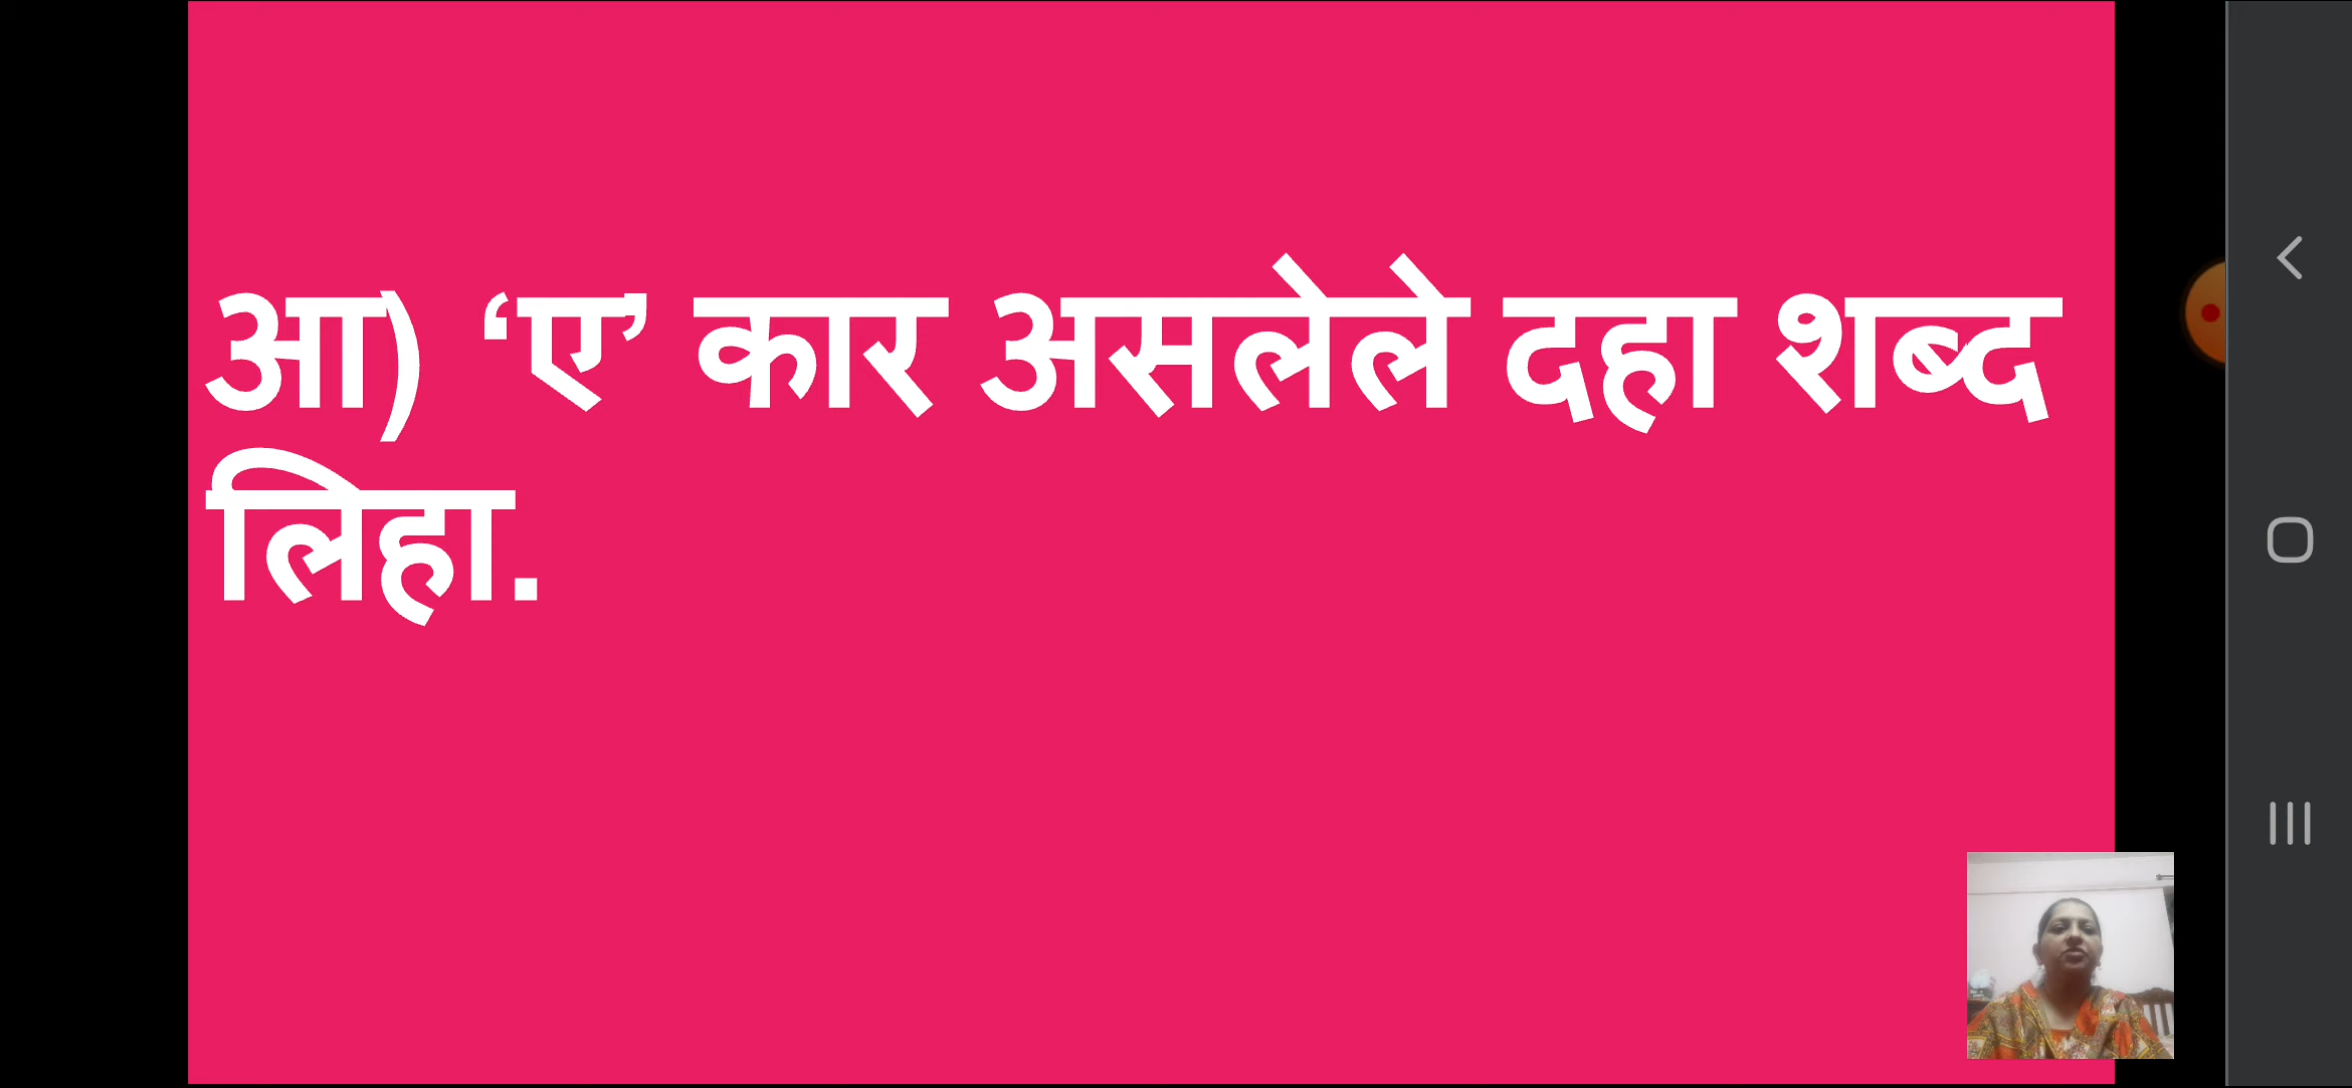 आ) ‘ए’ कार असलेले दहा शब्द
लिहा.